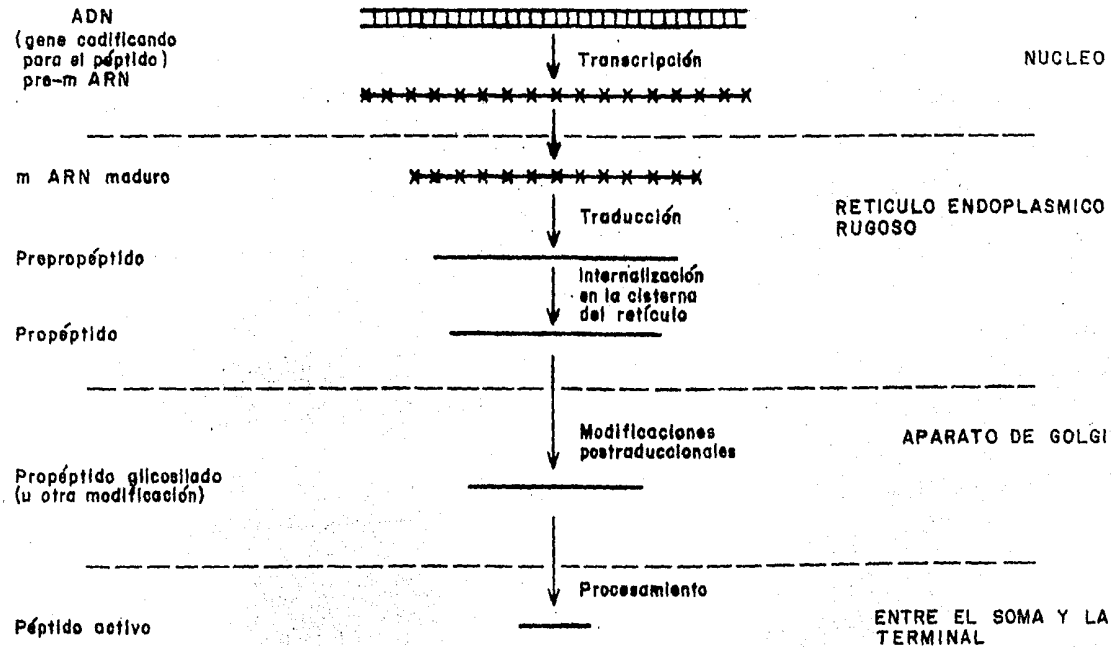 ADN
(gene codificando
para el péptido)
pre-m ARN
Transcripción
NUCLEO
m ARN maduro
Traducción
RETICULO ENDOPLASMICO
RUGOSO
Prepropéptido
Internalización
en la cisterna
del retículo
Propéptido
Modificaciones
postraduccionales
APARATO DE GOLGI
Propéptido glicosilado
(u otra modificación)
Procesamiento
Péptido activo
ENTRE EL SOMA Y LA
TERMINAL